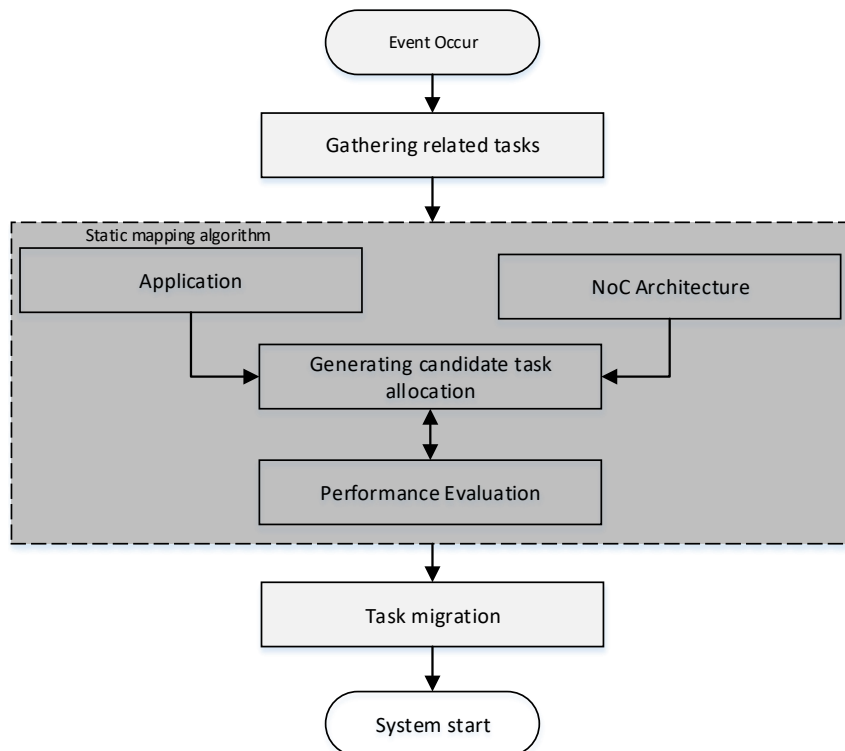 Event Occur
Gathering related tasks
Static mapping algorithm
Application
NoC Architecture
Generating candidate task
allocation
Performance Evaluation
Task migration
System start